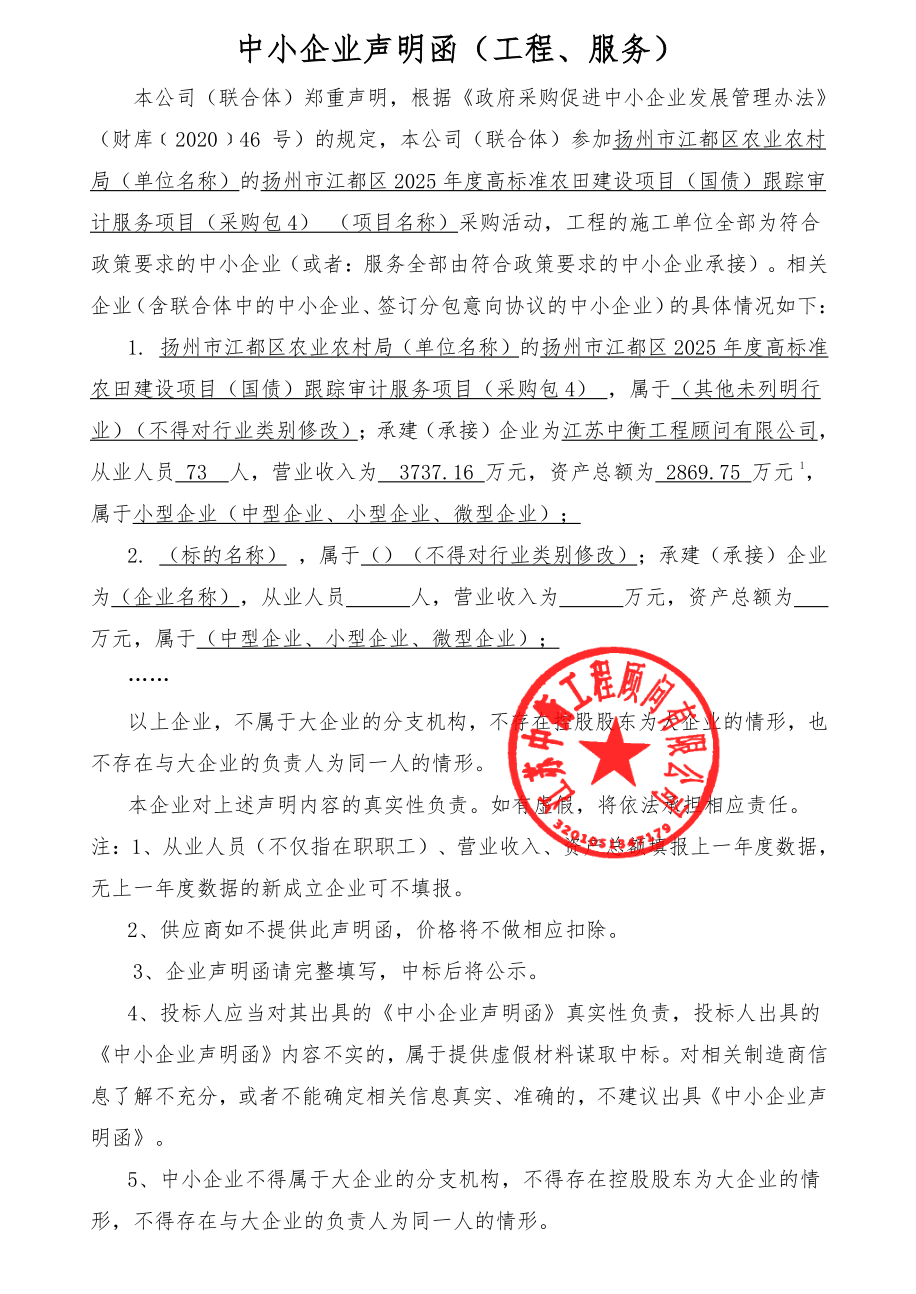 中小企业声明函（工程、服务）
本公司（联合体）郑重声明，根据《政府采购促进中小企业发展管理办法》
（财库﹝2020﹞46 号）的规定，本公司（联合体）参加扬州市江都区农业农村
局（单位名称）的扬州市江都区 2025 年度高标准农田建设项目（国债）跟踪审
计服务项目（采购包 4） （项目名称）采购活动，工程的施工单位全部为符合
政策要求的中小企业（或者：服务全部由符合政策要求的中小企业承接）。相关
企业（含联合体中的中小企业、签订分包意向协议的中小企业）的具体情况如下：
1. 扬州市江都区农业农村局（单位名称）的扬州市江都区 2025 年度高标准
农田建设项目（国债）跟踪审计服务项目（采购包 4） ，属于（其他未列明行
业）（不得对行业类别修改）；承建（承接）企业为江苏中衡工程顾问有限公司，
从业人员 73 人，营业收入为 3737.16 万元，资产总额为 2869.75 万元¹，
属于小型企业（中型企业、小型企业、微型企业）；
2. （标的名称） ，属于（）（不得对行业类别修改）；承建（承接）企业
为（企业名称），从业人员______人，营业收入为______万元，资产总额为___
万元，属于（中型企业、小型企业、微型企业）；
……
以上企业，不属于大企业的分支机构，不存在控股股东为大企业的情形，也
不存在与大企业的负责人为同一人的情形。
本企业对上述声明内容的真实性负责。如有虚假，将依法承担相应责任。
江苏中衡工程顾问有限公司
3201051347179
注：1、从业人员（不仅指在职职工）、营业收入、资产总额填报上一年度数据，
无上一年度数据的新成立企业可不填报。
2、供应商如不提供此声明函，价格将不做相应扣除。
3、企业声明函请完整填写，中标后将公示。
4、投标人应当对其出具的《中小企业声明函》真实性负责，投标人出具的
《中小企业声明函》内容不实的，属于提供虚假材料谋取中标。对相关制造商信
息了解不充分，或者不能确定相关信息真实、准确的，不建议出具《中小企业声
明函》。
5、中小企业不得属于大企业的分支机构，不得存在控股股东为大企业的情
形，不得存在与大企业的负责人为同一人的情形。